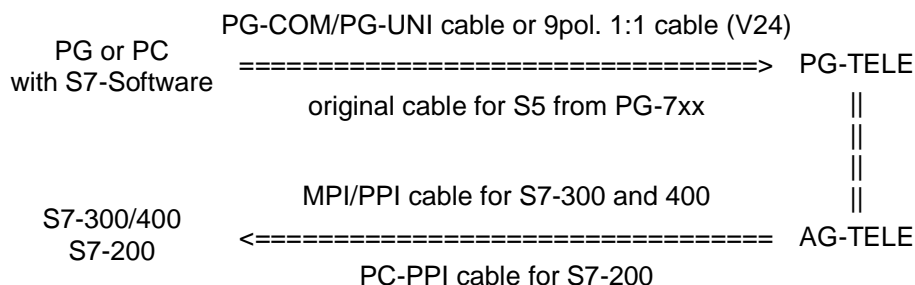 PG-COM/PG-UNI cable or 9pol. 1:1 cable (V24)
PG or PC
with S7-Software
================================>
PG-TELE
original cable for S5 from PG-7xx
||
||
||
||
MPI/PPI cable for S7-300 and 400
S7-300/400
S7-200
<================================
AG-TELE
PC-PPI cable for S7-200